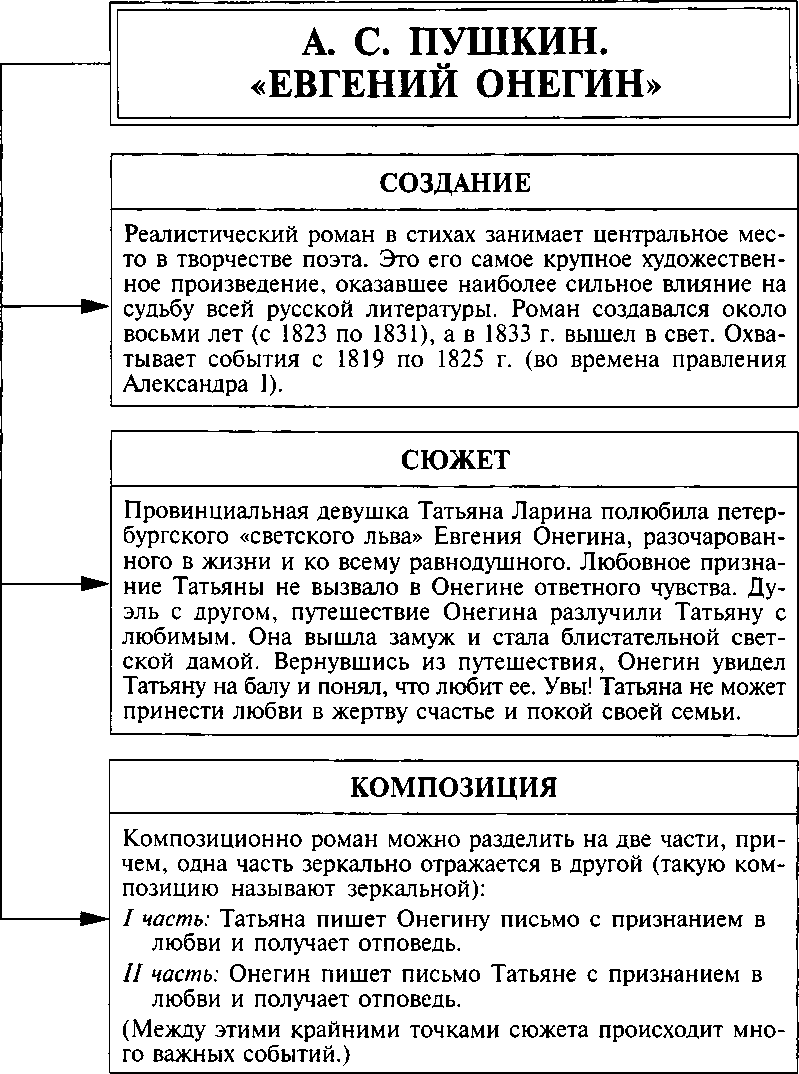 А. С. ПУШКИН.
«ЕВГЕНИЙ ОНЕГИН»
СОЗДАНИЕ
Реалистический роман в стихах занимает центральное мес-
то в творчестве поэта. Это его самое крупное художествен-
ное произведение, оказавшее наиболее сильное влияние на
судьбу всей русской литературы. Роман создавался около
восьми лет (с 1823 по 1831), а в 1833 г. вышел в свет. Охва-
тывает события с 1819 по 1825 г. (во времена правления
Александра I).
СЮЖЕТ
Провинциальная девушка Татьяна Ларина полюбила петер-
бургского «светского льва» Евгения Онегина, разочарован-
ного в жизни и ко всему равнодушного. Любовное призна-
ние Татьяны не вызвало в Онегине ответного чувства. Ду-
эль с другом, путешествие Онегина разлучили Татьяну с
любимым. Она вышла замуж и стала блистательной свет-
ской дамой. Вернувшись из путешествия, Онегин увидел
Татьяну на балу и понял, что любит ее. Увы! Татьяна не может
принести любви в жертву счастье и покой своей семьи.
КОМПОЗИЦИЯ
Композиционно роман можно разделить на две части, при-
чем, одна часть зеркально отражается в другой (такую ком-
позицию называют зеркальной):
I часть: Татьяна пишет Онегину письмо с признанием в
любви и получает отповедь.
II часть: Онегин пишет письмо Татьяне с признанием в
любви и получает отповедь.
(Между этими крайними точками сюжета происходит мно-
го важных событий.)